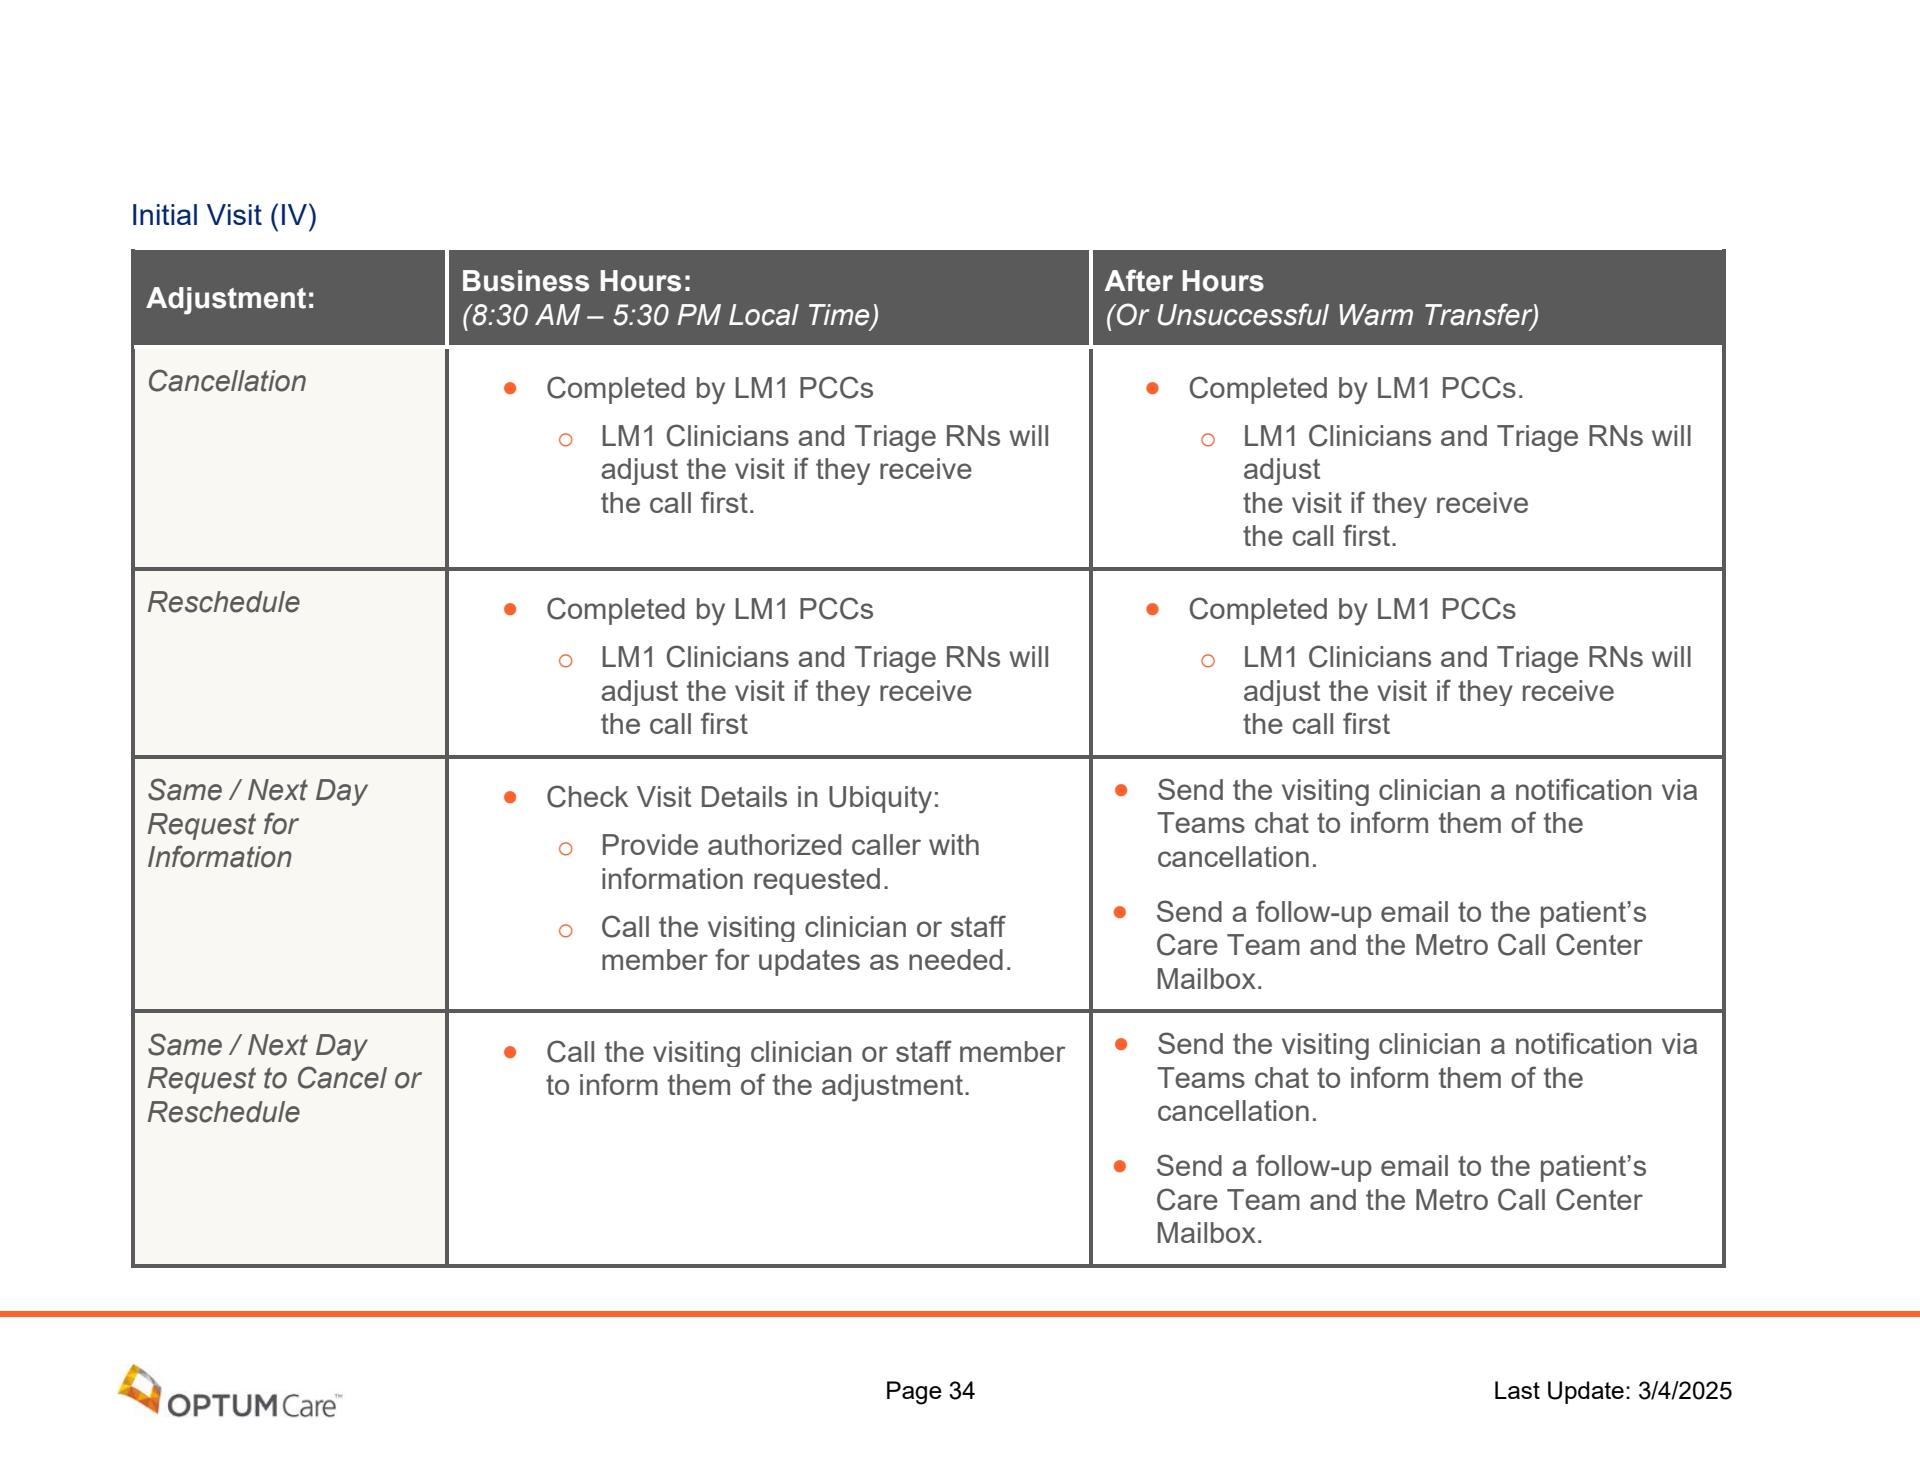 Initial Visit (IV)
Adjustment:
Business Hours:
(8:30 AM – 5:30 PM Local Time)
After Hours
(Or Unsuccessful Warm Transfer)
Cancellation
● Completed by LM1 PCCs
o LM1 Clinicians and Triage RNs will
adjust the visit if they receive
the call first.
● Completed by LM1 PCCs.
o LM1 Clinicians and Triage RNs will
adjust
the visit if they receive
the call first.
Reschedule
● Completed by LM1 PCCs
o LM1 Clinicians and Triage RNs will
adjust the visit if they receive
the call first
● Completed by LM1 PCCs
o LM1 Clinicians and Triage RNs will
adjust the visit if they receive
the call first
Same / Next Day
Request for
Information
● Check Visit Details in Ubiquity:
o Provide authorized caller with
information requested.
o Call the visiting clinician or staff
member for updates as needed.
● Send the visiting clinician a notification via
Teams chat to inform them of the
cancellation.
● Send a follow-up email to the patient’s
Care Team and the Metro Call Center
Mailbox.
Same / Next Day
Request to Cancel or
Reschedule
● Call the visiting clinician or staff member
to inform them of the adjustment.
● Send the visiting clinician a notification via
Teams chat to inform them of the
cancellation.
● Send a follow-up email to the patient’s
Care Team and the Metro Call Center
Mailbox.
OPTUM Care™
Page 34
Last Update: 3/4/2025